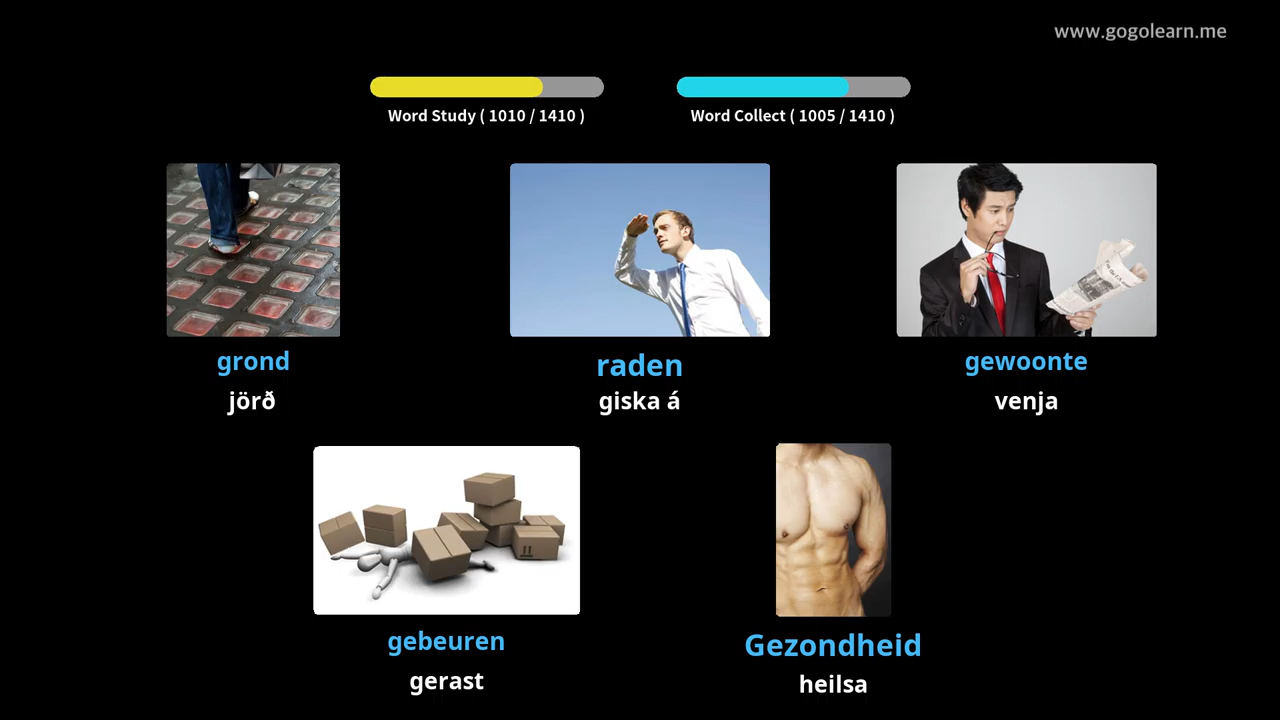 www.gogolearn.me
Word Study ( 1010 / 1410 )
Word Collect ( 1005 / 1410 )
grond
jörð
raden
giska á
gewoonte
venja
gebeuren
gerast
Gezondheid
heilsa